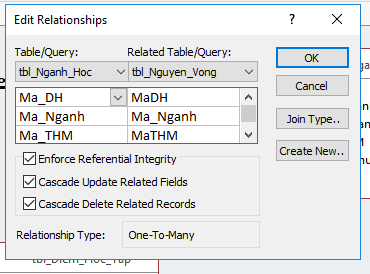 Edit Relationships
Table/Query: Related Table/Query:
tbl_Nganh_Hoc tbl_Nguyen_Vong
OK
Ma_DH MaDH
Cancel
Ma_Nganh Ma_Nganh
Ma_THM MaTHM
Join Type..
Enforce Referential Integrity
Create New..
Cascade Update Related Fields
Cascade Delete Related Records
Relationship Type: One-To-Many
tbl_Diem_Hoc_Tap